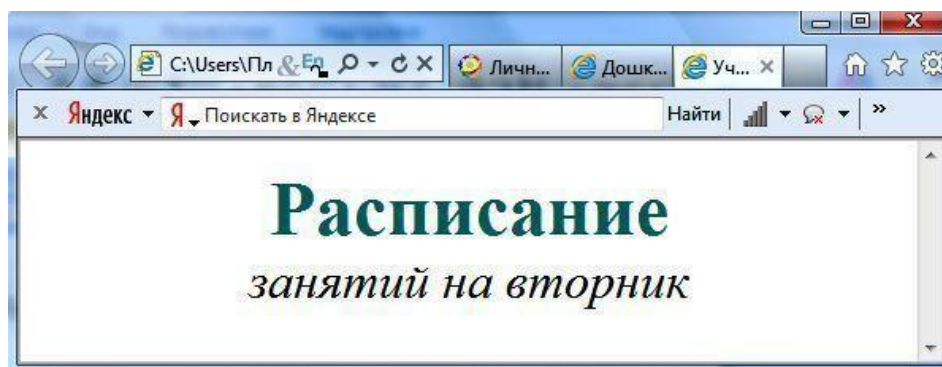 C:\Users\Пл
Личн...
Дошк...
Уч...
Яндекс
Я Поискать в Яндексе
Найти
Расписание
занятий на вторник